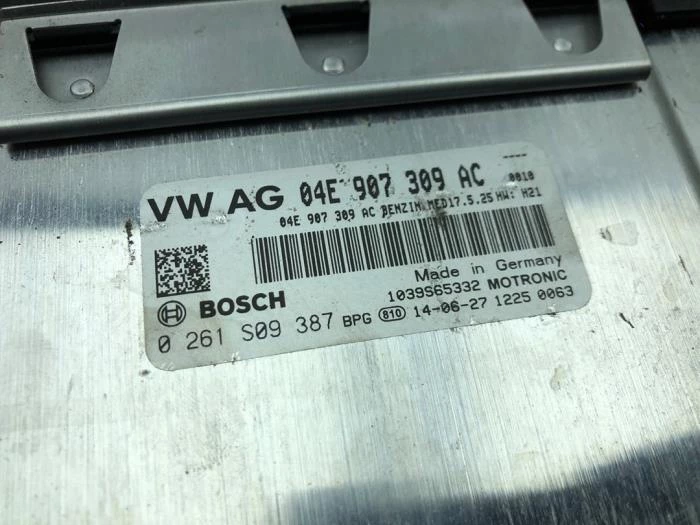 VW AG 04E 907 309 AC ---- 0010
04E 907 309 AC BENZIN MED17.5.25 HW: H21
Made in Germany
1039S65332 MOTRONIC
BOSCH
0 261 S09 387 BPG 810 14-06-27 1225 0063